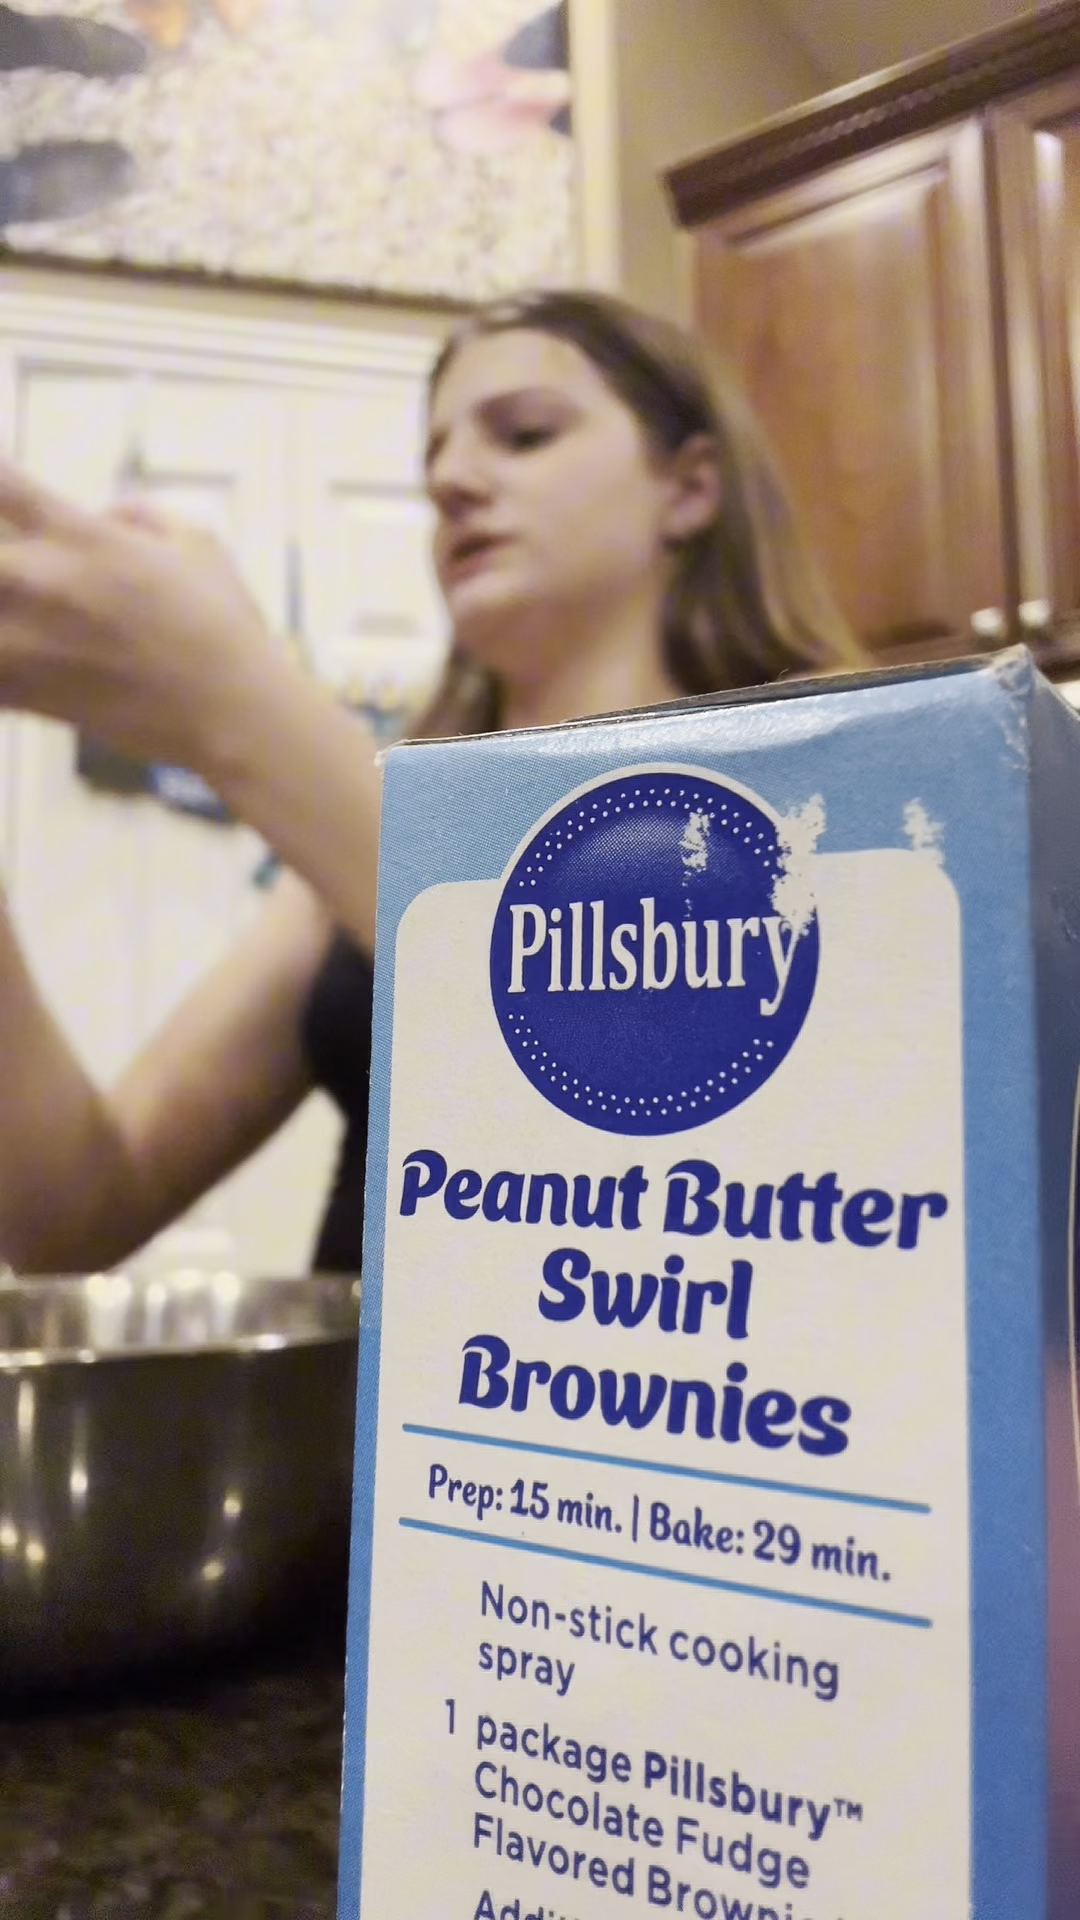 Pillsbury
Peanut Butter
Swirl
Brownies
Prep: 15 min. | Bake: 29 min.
Non-stick cooking
spray
1 package Pillsbury™
Chocolate Fudge
Flavored